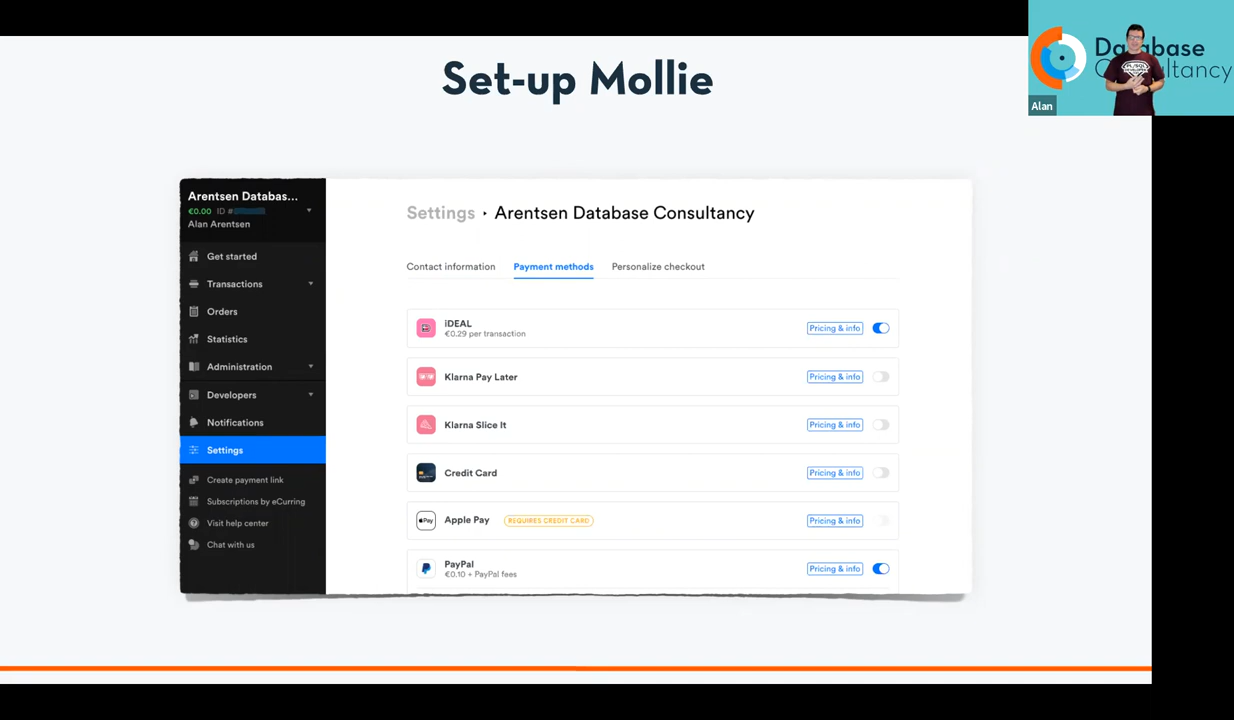 Set-up Mollie
Database
Consultancy
Alan
PL/SQL
DEVELOPER
Arentsen Databas...
€0.00 ID #
Alan Arentsen
Get started
Transactions
Orders
Statistics
Administration
Developers
Notifications
Settings
Create payment link
Subscriptions by eCurring
Visit help center
Chat with us
Settings ‣ Arentsen Database Consultancy
Contact information Payment methods Personalize checkout
iDEAL
€0.29 per transaction
Pricing & info
Klarna Pay Later
Pricing & info
Klarna Slice It
Pricing & info
Credit Card
Pricing & info
Pay
Apple Pay REQUIRES CREDIT CARD
Pricing & info
PayPal
€0.10 + PayPal fees
Pricing & info